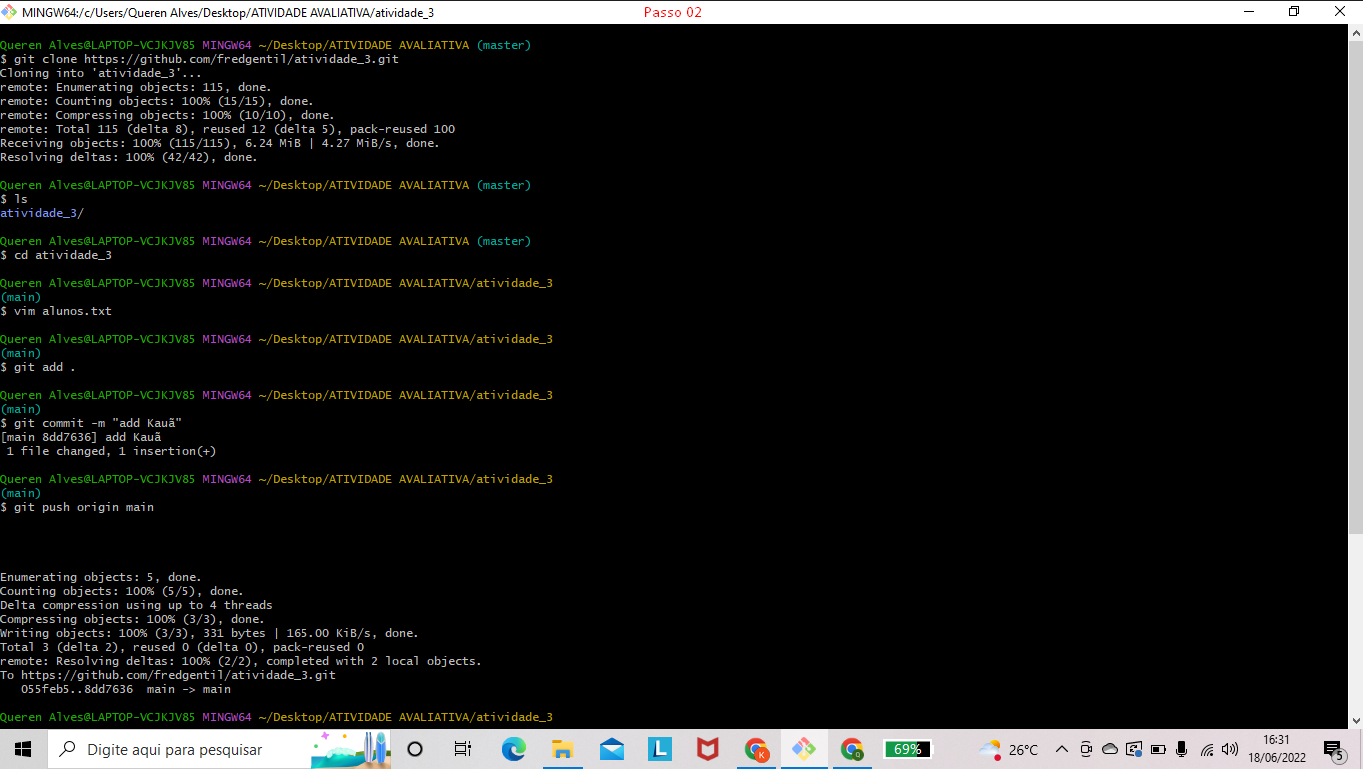 MINGW64:/c/Users/Queren Alves/Desktop/ATIVIDADE AVALIATIVA/atividade_3
Passo 02
Queren Alves@LAPTOP-VCJKJV85 MINGW64 ~/Desktop/ATIVIDADE AVALIATIVA (master)
$ git clone https://github.com/fredgentil/atividade_3.git
Cloning into 'atividade_3'...
remote: Enumerating objects: 115, done.
remote: Counting objects: 100% (15/15), done.
remote: Compressing objects: 100% (10/10), done.
remote: Total 115 (delta 8), reused 12 (delta 5), pack-reused 100
Receiving objects: 100% (115/115), 6.24 MiB | 4.27 MiB/s, done.
Resolving deltas: 100% (42/42), done.
Queren Alves@LAPTOP-VCJKJV85 MINGW64 ~/Desktop/ATIVIDADE AVALIATIVA (master)
$ ls
atividade_3/
Queren Alves@LAPTOP-VCJKJV85 MINGW64 ~/Desktop/ATIVIDADE AVALIATIVA (master)
$ cd atividade_3
Queren Alves@LAPTOP-VCJKJV85 MINGW64 ~/Desktop/ATIVIDADE AVALIATIVA/atividade_3
(main)
$ vim alunos.txt
Queren Alves@LAPTOP-VCJKJV85 MINGW64 ~/Desktop/ATIVIDADE AVALIATIVA/atividade_3
(main)
$ git add .
Queren Alves@LAPTOP-VCJKJV85 MINGW64 ~/Desktop/ATIVIDADE AVALIATIVA/atividade_3
(main)
$ git commit -m "add Kauã"
[main 8dd7636] add Kauã
1 file changed, 1 insertion(+)
Queren Alves@LAPTOP-VCJKJV85 MINGW64 ~/Desktop/ATIVIDADE AVALIATIVA/atividade_3
(main)
$ git push origin main
Enumerating objects: 5, done.
Counting objects: 100% (5/5), done.
Delta compression using up to 4 threads
Compressing objects: 100% (3/3), done.
Writing objects: 100% (3/3), 331 bytes | 165.00 KiB/s, done.
Total 3 (delta 2), reused 0 (delta 0), pack-reused 0
remote: Resolving deltas: 100% (2/2), completed with 2 local objects.
To https://github.com/fredgentil/atividade_3.git
055feb5..8dd7636  main -> main
Queren Alves@LAPTOP-VCJKJV85 MINGW64 ~/Desktop/ATIVIDADE AVALIATIVA/atividade_3
Digite aqui para pesquisar
L
K
69%
26°C
16:31
18/06/2022
5